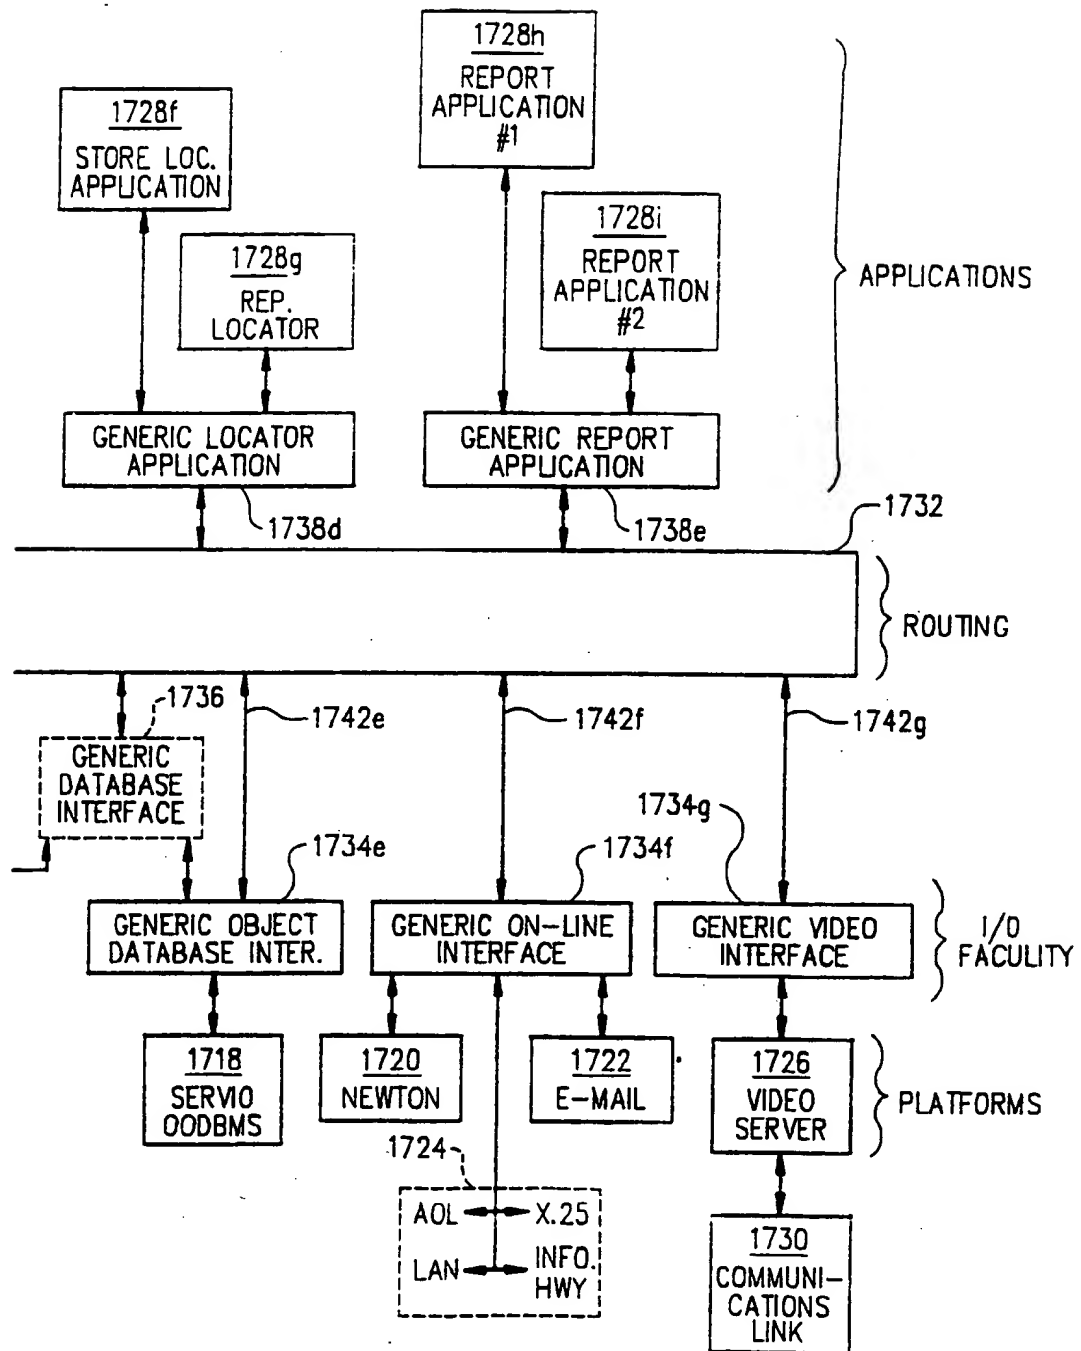 1728h
REPORT
APPLICATION
#1
1728f
STORE LOC.
APPLICATION
1728i
REPORT
APPLICATION
#2
1728g
REP.
LOCATOR
APPLICATIONS
GENERIC LOCATOR
APPLICATION
GENERIC REPORT
APPLICATION
1738d
1738e
1732
ROUTING
1736
1742e
1742f
1742g
GENERIC
DATABASE
INTERFACE
1734e
1734f
1734g
GENERIC OBJECT
DATABASE INTER.
GENERIC ON-LINE
INTERFACE
GENERIC VIDEO
INTERFACE
I/O
FACULITY
1718
SERVIO
OODBMS
1720
NEWTON
1722
E-MAIL
1726
VIDEO
SERVER
PLATFORMS
1724
AOL X.25
LAN INFO.
HWY
1730
COMMUNI-
CATIONS
LINK